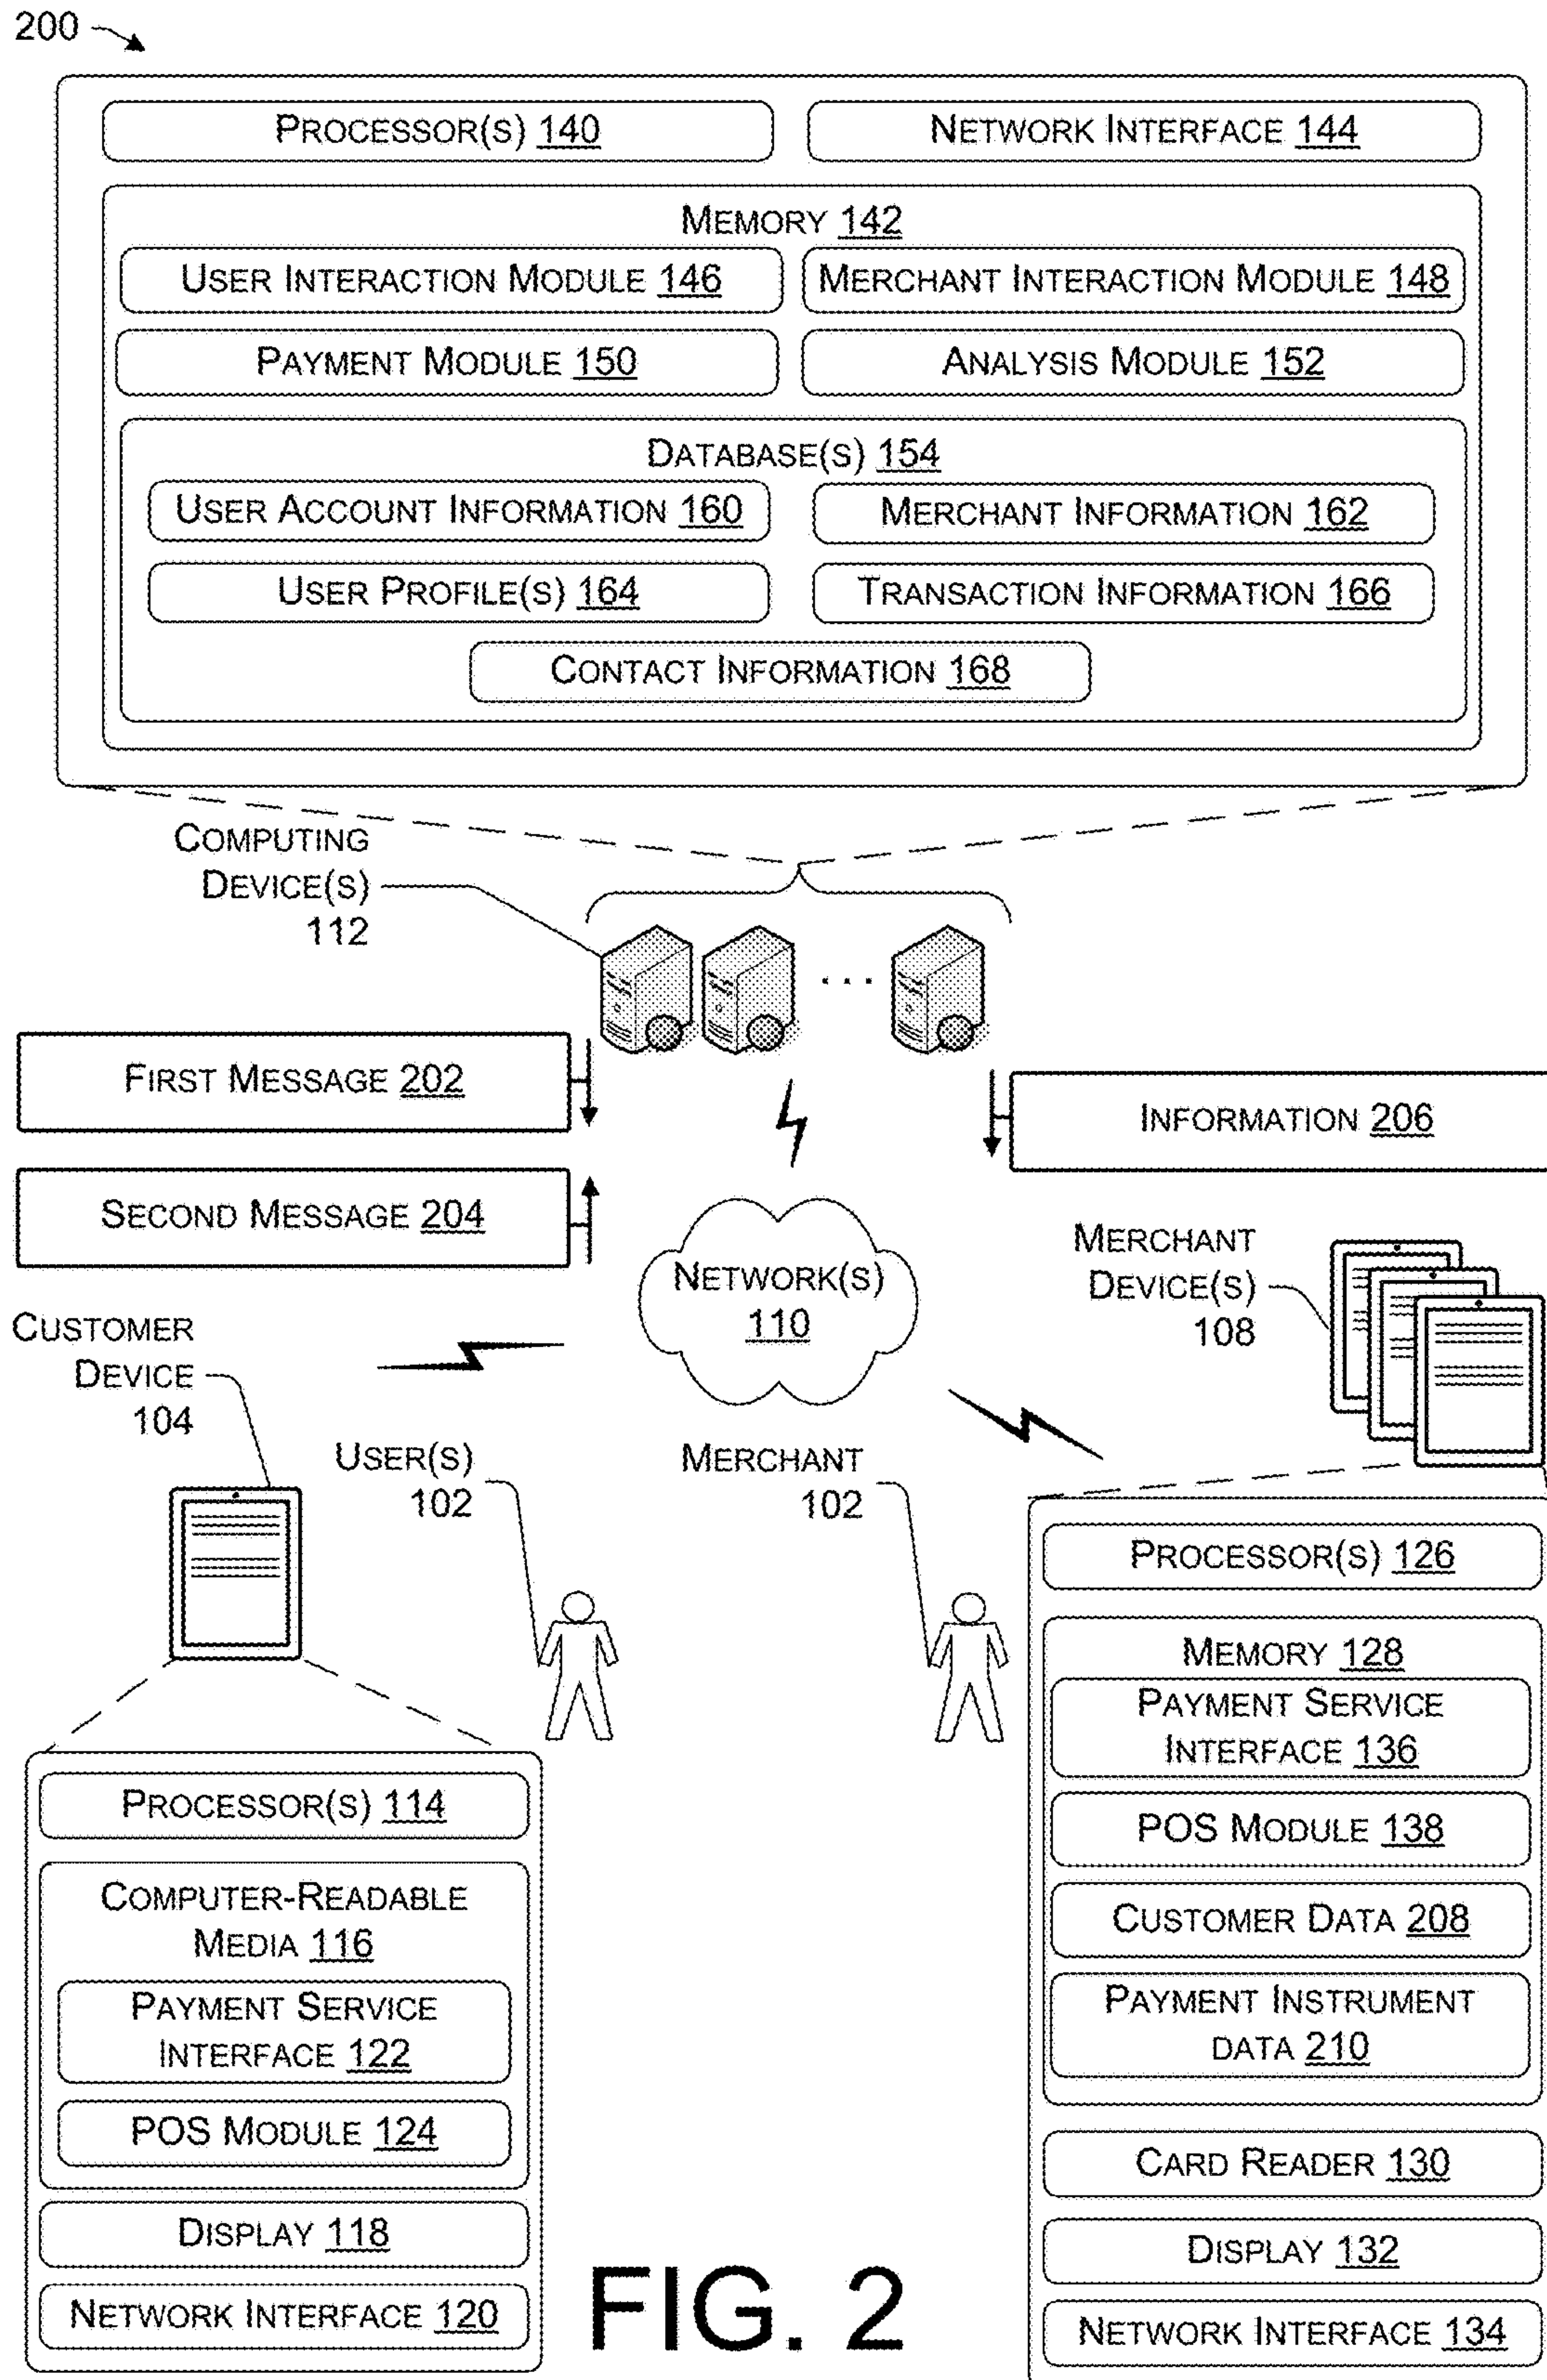 200
PROCESSOR(S) 140
NETWORK INTERFACE 144
MEMORY 142
USER INTERACTION MODULE 146
MERCHANT INTERACTION MODULE 148
PAYMENT MODULE 150
ANALYSIS MODULE 152
DATABASE(S) 154
USER ACCOUNT INFORMATION 160
MERCHANT INFORMATION 162
USER PROFILE(S) 164
TRANSACTION INFORMATION 166
CONTACT INFORMATION 168
COMPUTING
DEVICE(S)
112
...
FIRST MESSAGE 202
INFORMATION 206
SECOND MESSAGE 204
NETWORK(S)
110
MERCHANT
DEVICE(S)
108
CUSTOMER
DEVICE
104
USER(S)
102
MERCHANT
102
PROCESSOR(S) 114
COMPUTER-READABLE
MEDIA 116
PAYMENT SERVICE
INTERFACE 122
POS MODULE 124
DISPLAY 118
NETWORK INTERFACE 120
PROCESSOR(S) 126
MEMORY 128
PAYMENT SERVICE
INTERFACE 136
POS MODULE 138
CUSTOMER DATA 208
PAYMENT INSTRUMENT
DATA 210
CARD READER 130
DISPLAY 132
NETWORK INTERFACE 134
FIG. 2